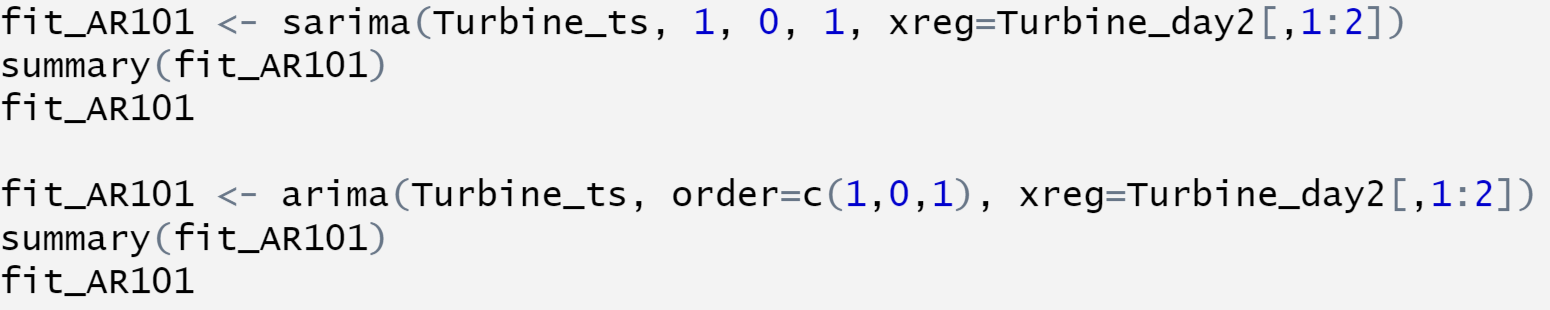 fit_AR101 <- sarima(Turbine_ts, 1, 0, 1, xreg=Turbine_day2[,1:2])
summary(fit_AR101)
fit_AR101
fit_AR101 <- arima(Turbine_ts, order=c(1,0,1), xreg=Turbine_day2[,1:2])
summary(fit_AR101)
fit_AR101